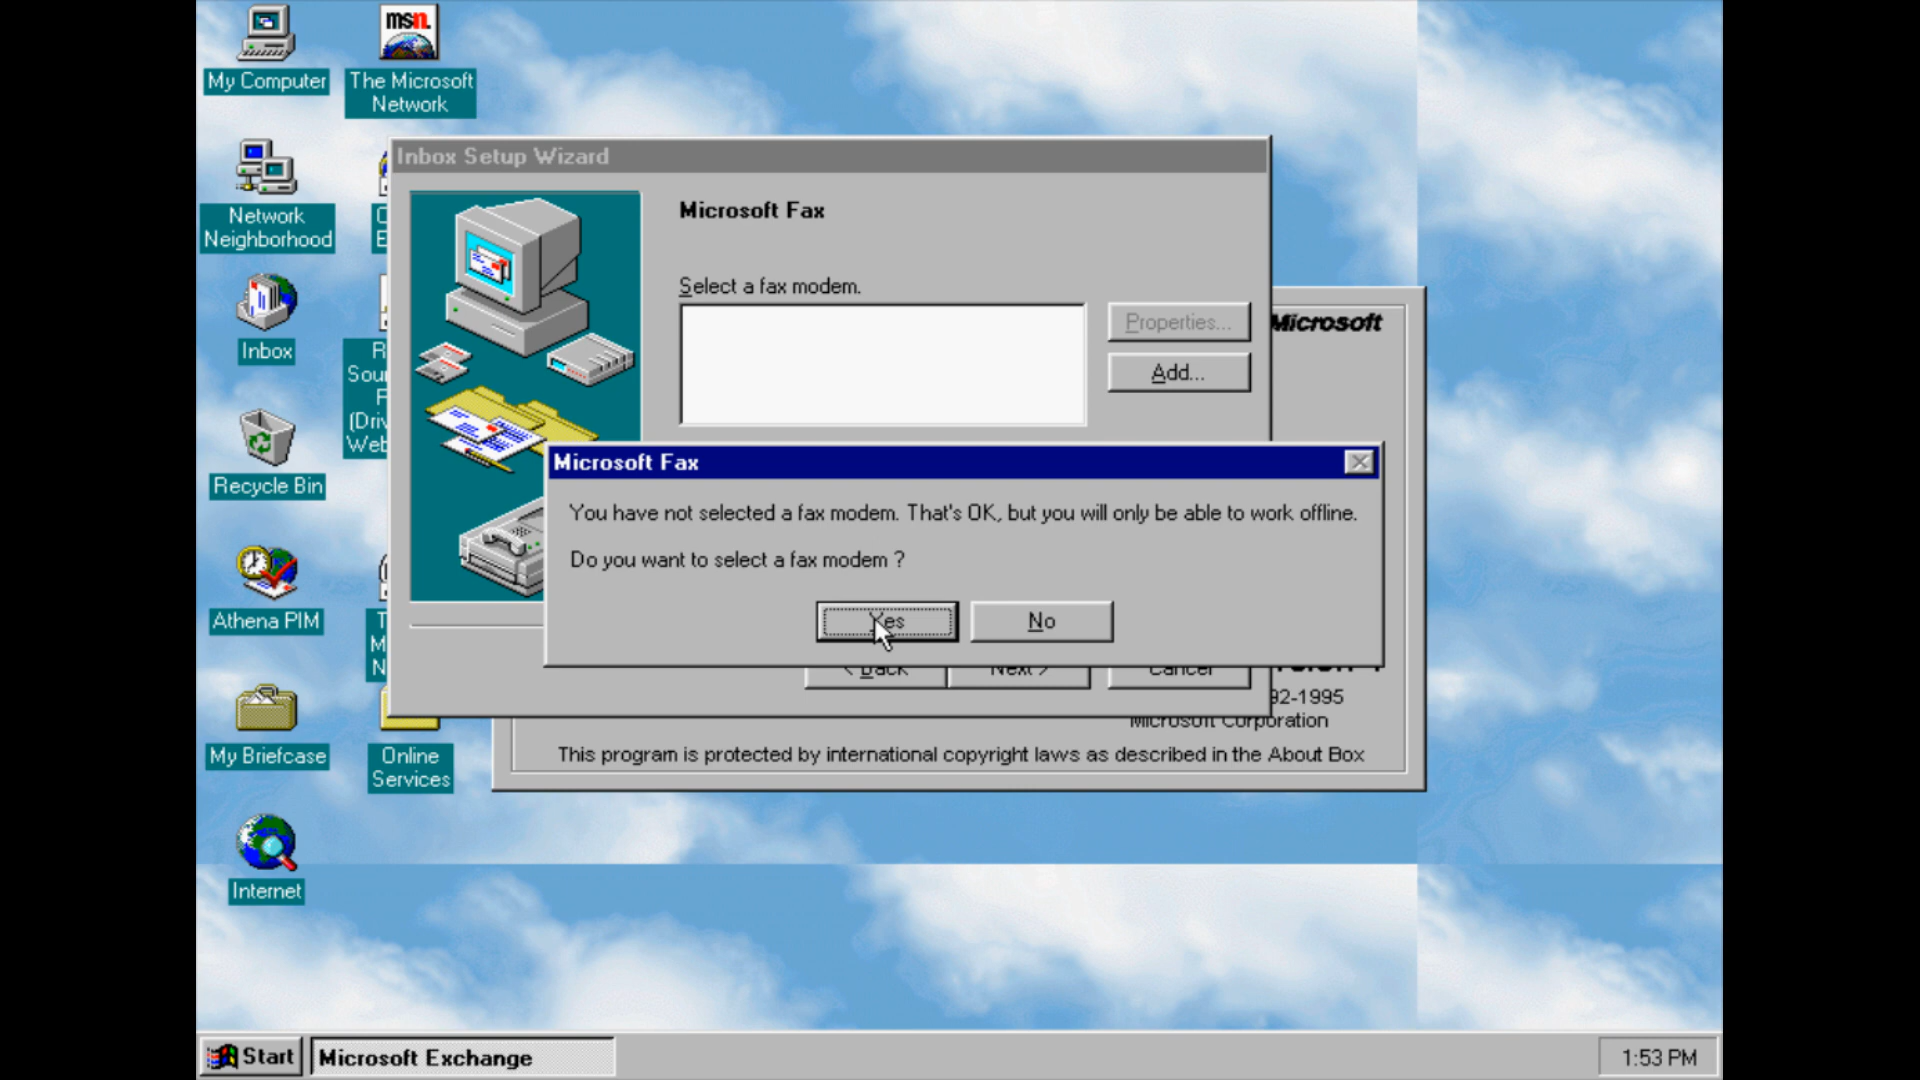 My Computer
msn.
The Microsoft
Network
Network
Neighborhood
Inbox
Recycle Bin
Athena PIM
My Briefcase
Online
Services
Internet
Inbox Setup Wizard
Microsoft Fax
Select a fax modem.
Properties...
Add...
Microsoft
Microsoft Fax
You have not selected a fax modem. That's OK, but you will only be able to work offline.
Do you want to select a fax modem ?
Yes
No
< Back
Next >
Cancel
92-1995
Microsoft Corporation
This program is protected by international copyright laws as described in the About Box
Start
Microsoft Exchange
1:53 PM